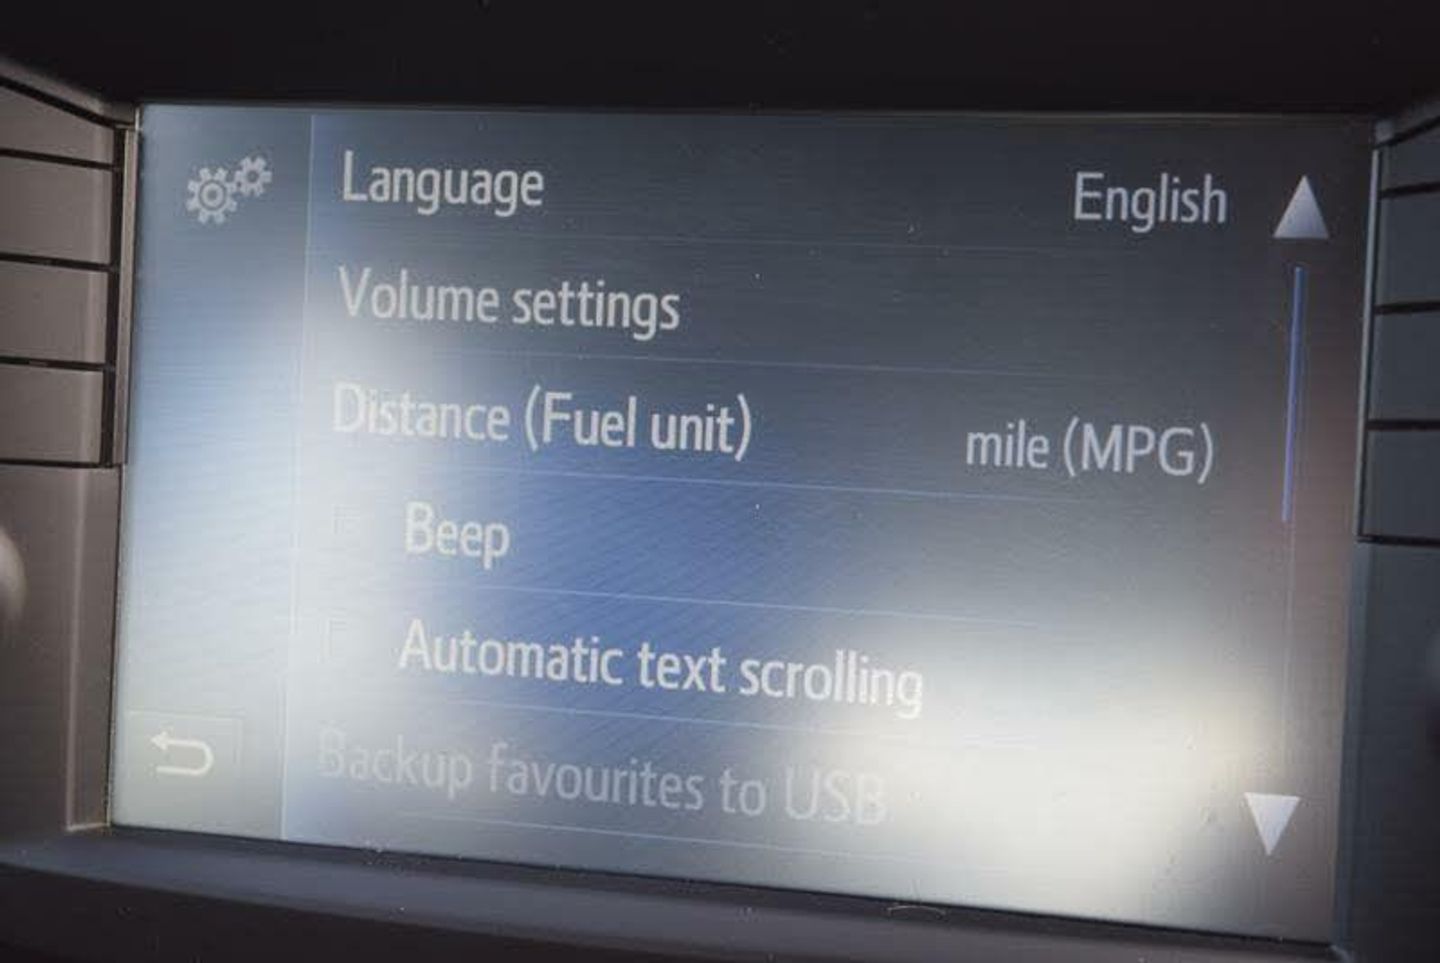 Language English
Volume settings
Distance (Fuel unit) mile (MPG)
Beep
Automatic text scrolling
Backup favourites to USB